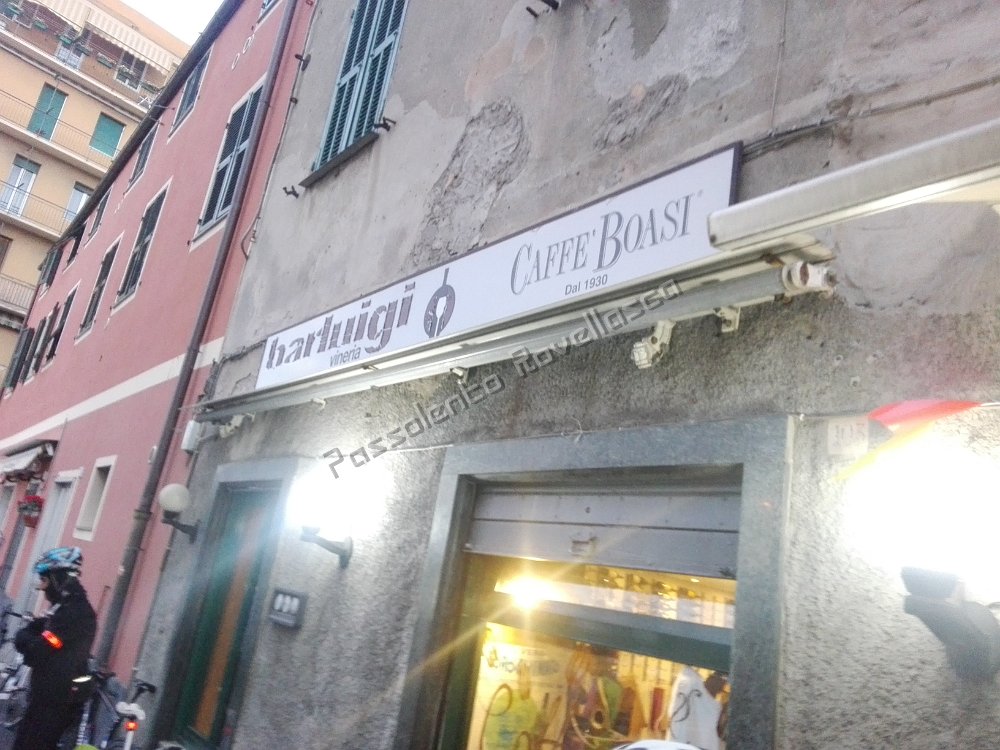 barluigi
vineria
CAFFE' BOASI
Dal 1930
Passolento Rovellasca